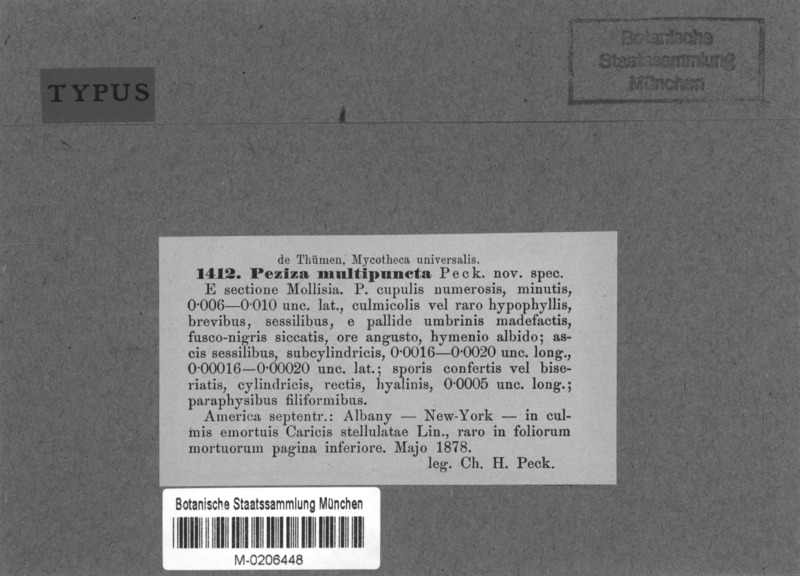 Botanische
Staatssammlung
München
TYPUS
de Thümen, Mycotheca universalis.
1412. Peziza multipuncta Peck. nov. spec.
E sectione Mollisia. P. cupulis numerosis, minutis,
0·006—0·010 unc. lat., culmicolis vel raro hypophyllis,
brevibus, sessilibus, e pallide umbrinis madefactis,
fusco-nigris siccatis, ore angusto, hymenio albido; as-
cis sessilibus, subcylindricis, 0·0016—0·0020 unc. long.,
0·00016—0·00020 unc. lat.; sporis confertis vel bise-
riatis, cylindricis, rectis, hyalinis, 0·0005 unc. long.;
paraphysibus filiformibus.
America septentr.: Albany — New-York — in cul-
mis emortuis Caricis stellulatae Lin., raro in foliorum
mortuorum pagina inferiore. Majo 1878.
leg. Ch. H. Peck.
Botanische Staatssammlung München
M-0206448